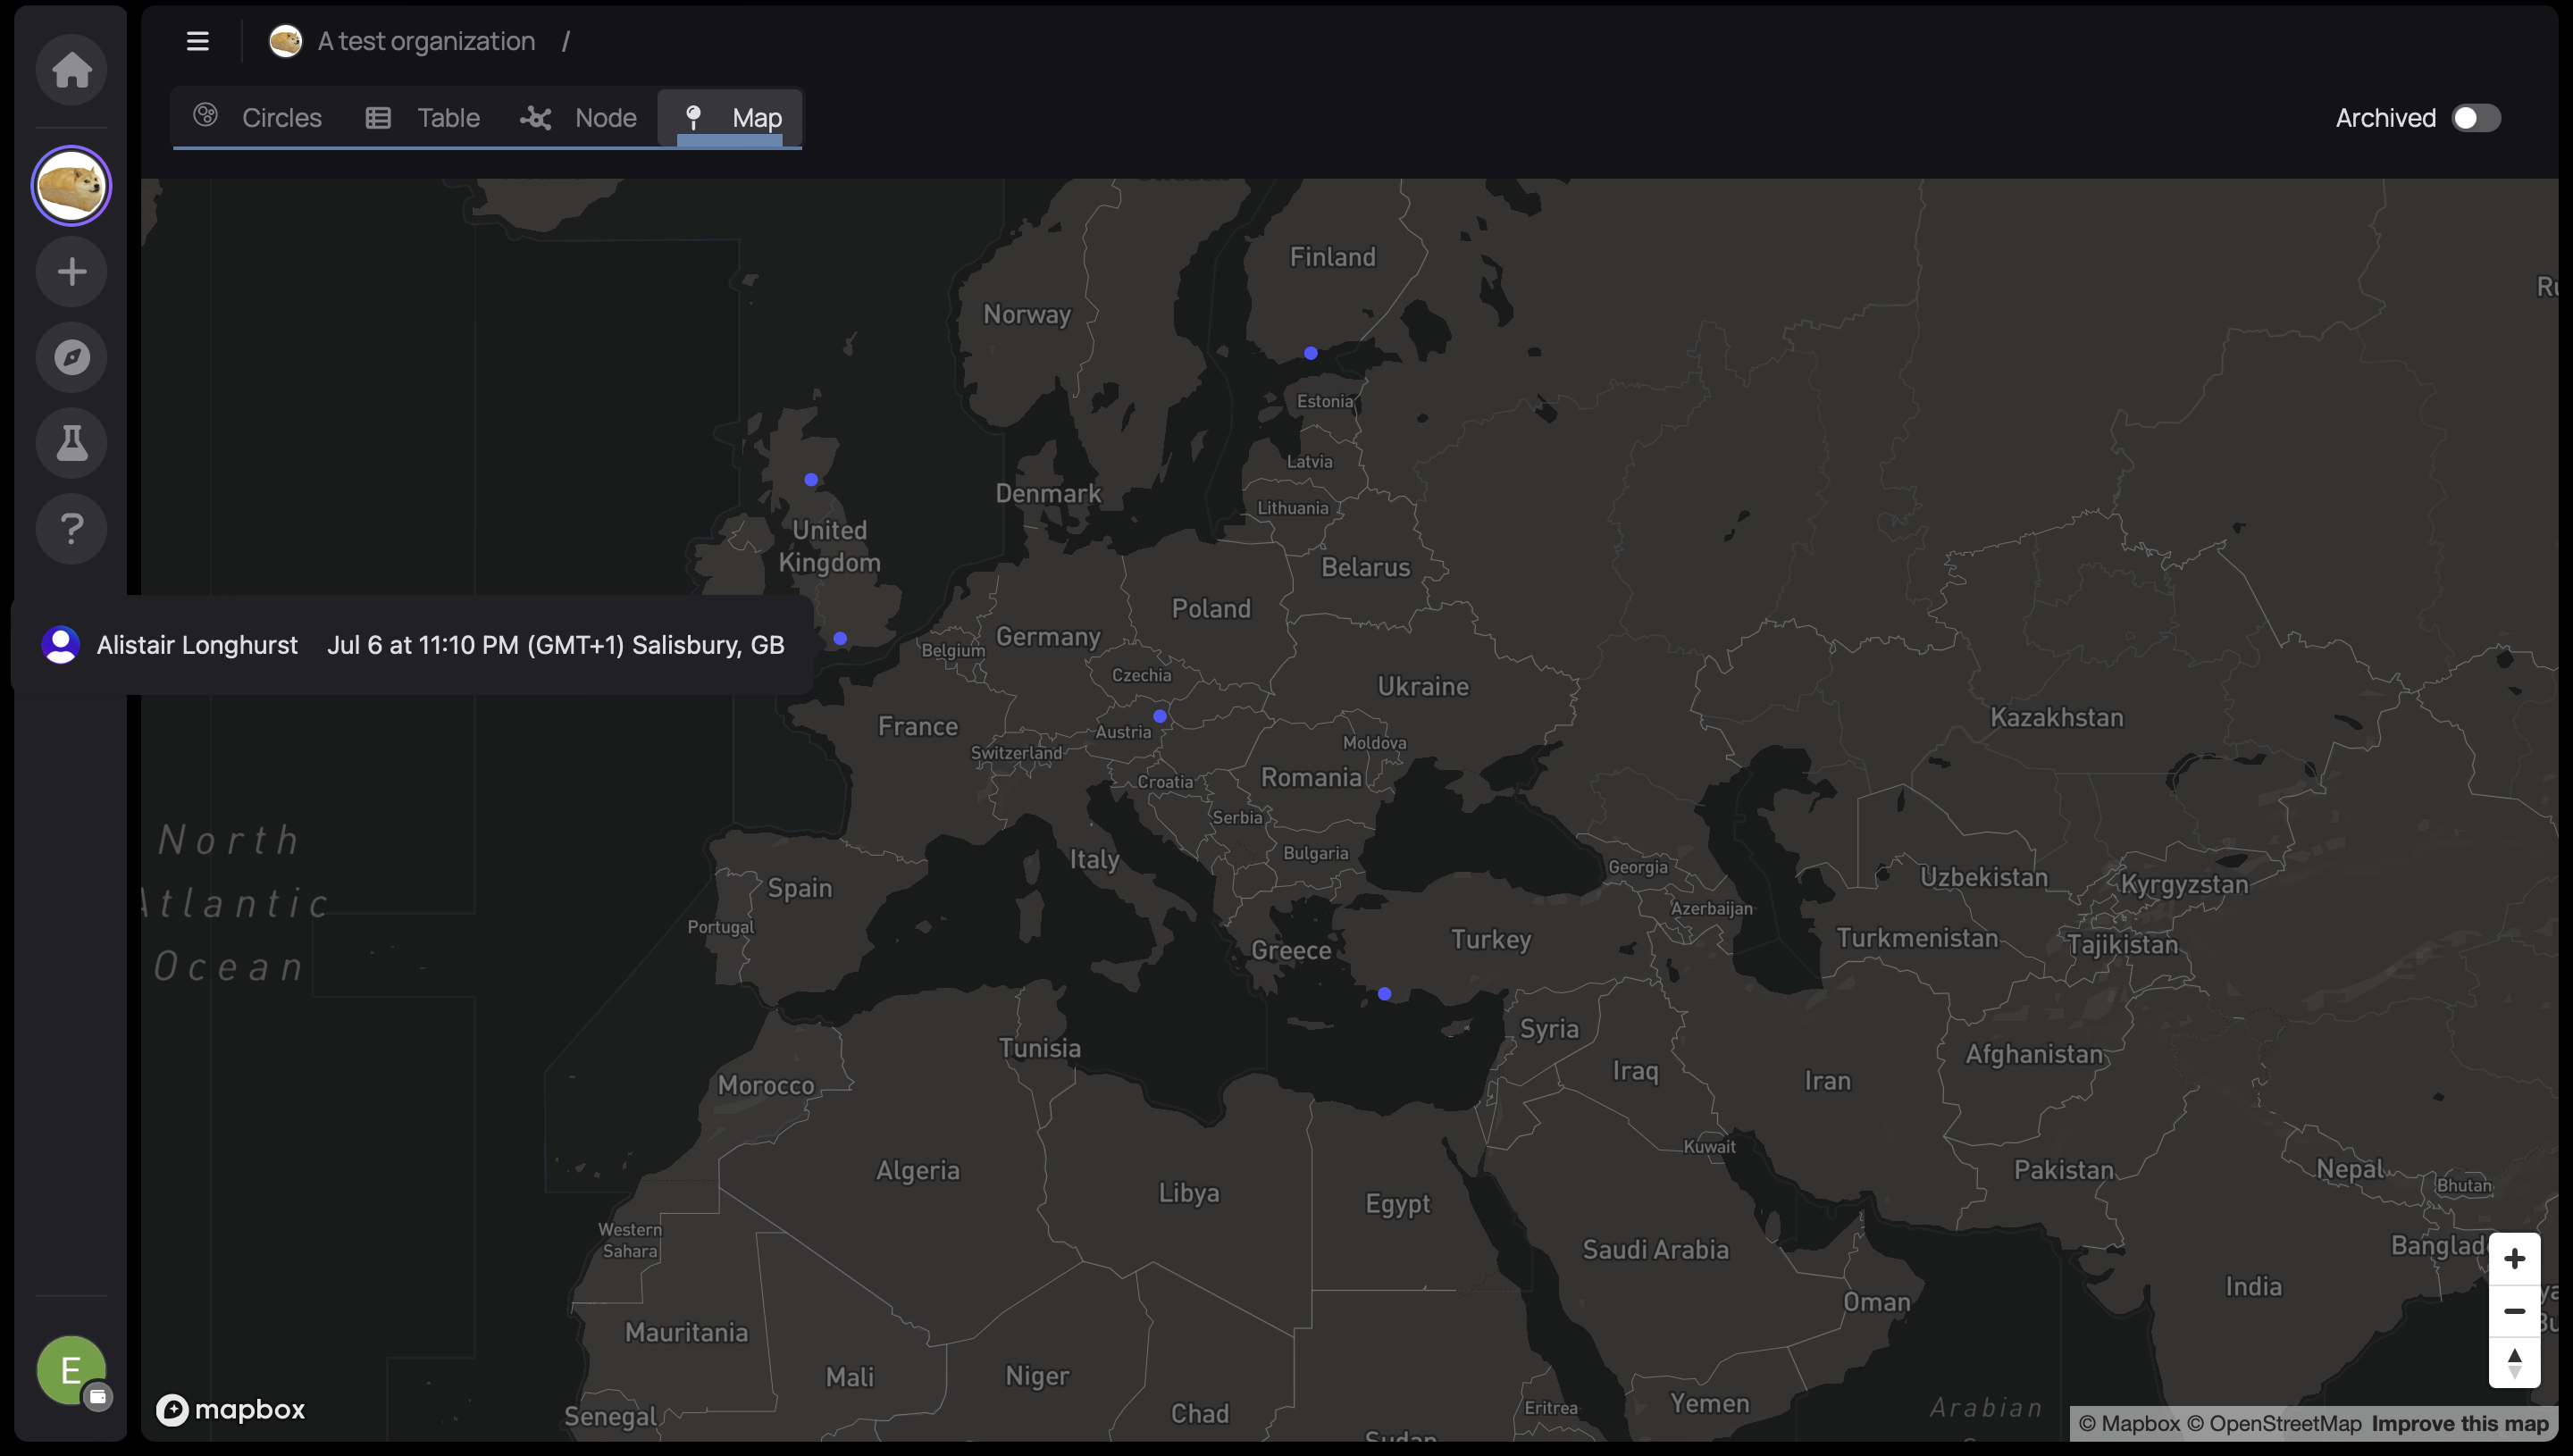 A test organization /
Circles Table Node Map
Archived
Finland
Norway
Estonia
Latvia
Denmark
Lithuania
United
Kingdom
Belarus
Poland
Germany
Belgium
Alistair Longhurst Jul 6 at 11:10 PM (GMT+1) Salisbury, GB
Czechia
Ukraine
Kazakhstan
France
Austria
Switzerland
Moldova
Romania
Croatia
Serbia
North
Atlantic
Ocean
Bulgaria
Italy
Georgia
Uzbekistan
Kyrgyzstan
Spain
Azerbaijan
Portugal
Turkmenistan
Tajikistan
Turkey
Greece
Syria
Tunisia
Afghanistan
Iraq
Iran
Morocco
Kuwait
Pakistan
Nepal
Bhutan
Algeria
Libya
Egypt
Western
Sahara
Saudi Arabia
India
Oman
Mauritania
Mali
Niger
Yemen
Eritrea
Arabian
Chad
Senegal
E
mapbox
© Mapbox © OpenStreetMap Improve this map